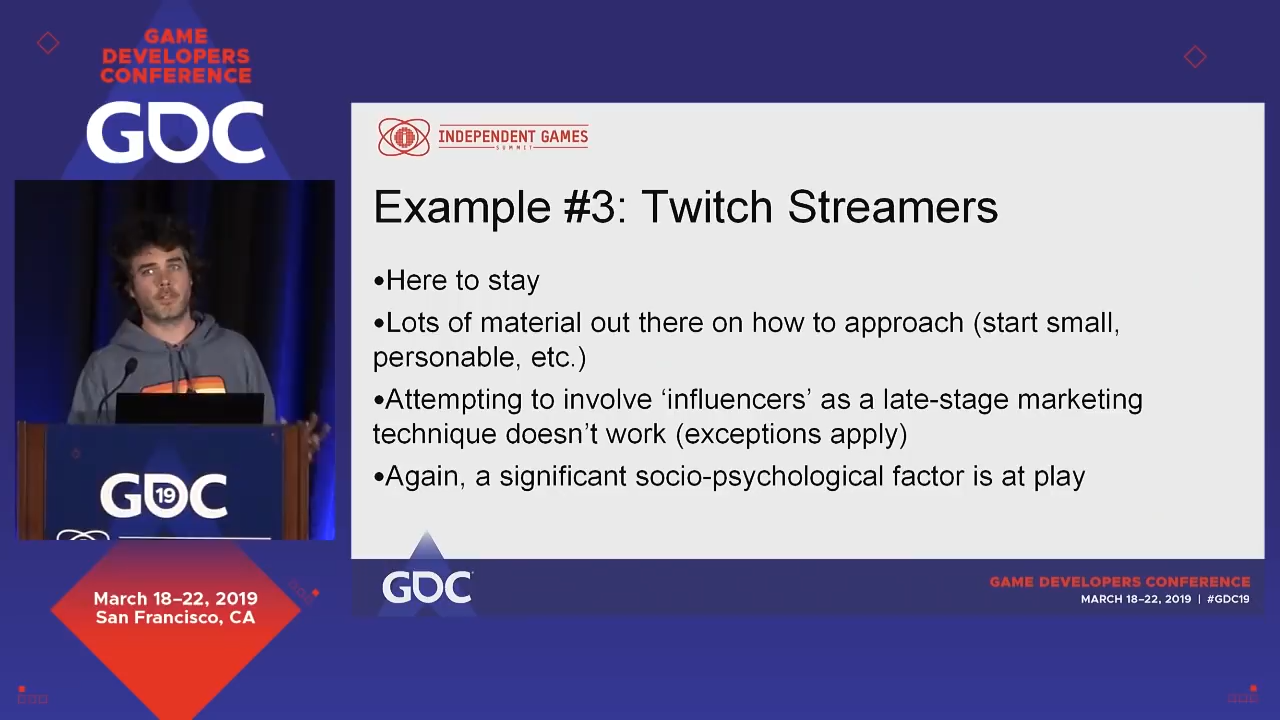 GAME
DEVELOPERS
CONFERENCE
GDC
INDEPENDENT GAMES
SUMMIT
Example #3: Twitch Streamers
•Here to stay
•Lots of material out there on how to approach (start small,
personable, etc.)
•Attempting to involve ‘influencers’ as a late-stage marketing
technique doesn’t work (exceptions apply)
•Again, a significant socio-psychological factor is at play
GDC
19
March 18–22, 2019
San Francisco, CA
GDC
GAME DEVELOPERS CONFERENCE
MARCH 18–22, 2019 | #GDC19